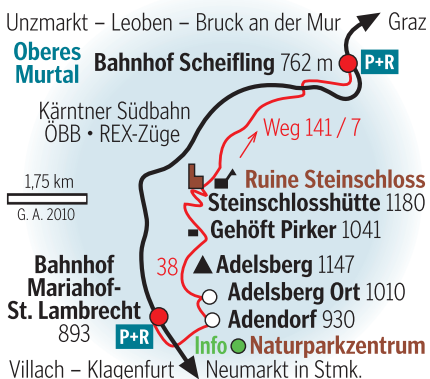 Unzmarkt – Leoben – Bruck an der Mur Graz
Oberes
Murtal
Bahnhof Scheifling 762 m P+R
Kärntner Südbahn
ÖBB • REX-Züge
Weg 141 / 7
1,75 km
G. A. 2010
Ruine Steinschloss
Steinschlosshütte 1180
Gehöft Pirker 1041
38
Adelsberg 1147
Bahnhof
Mariahof-
St. Lambrecht
893
P+R
Adelsberg Ort 1010
Adendorf 930
Info Naturparkzentrum
Villach – Klagenfurt Neumarkt in Stmk.